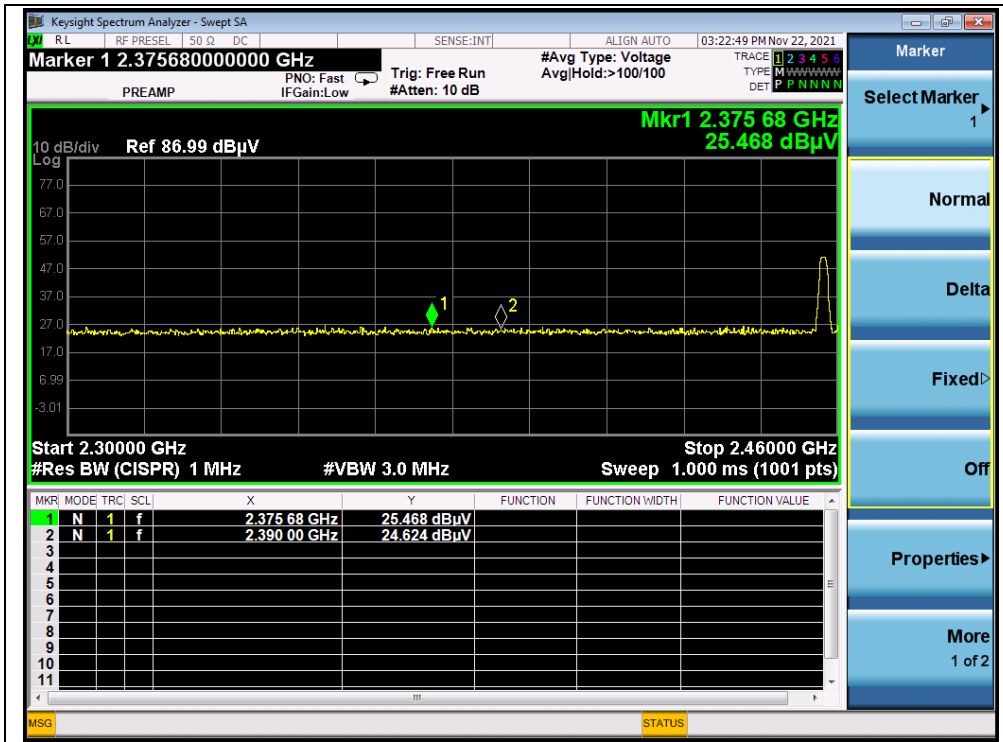 Keysight Spectrum Analyzer - Swept SA
LXI RL RF PRESEL 50 Ω DC SENSE:INT ALIGN AUTO 03:22:49 PM Nov 22, 2021
Marker 1 2.375680000000 GHz
PREAMP
PNO: Fast
IFGain:Low
Trig: Free Run
#Atten: 10 dB
#Avg Type: Voltage
Avg|Hold:>100/100
TRACE 1 2 3 4 5 6
TYPE M W W W W W
DET P P N N N N
Mkr1 2.375 68 GHz
25.468 dBµV
10 dB/div Ref 86.99 dBµV
Log
77.0
67.0
57.0
47.0
37.0
27.0
17.0
6.99
-3.01
1
2
Start 2.30000 GHz Stop 2.46000 GHz
#Res BW (CISPR) 1 MHz #VBW 3.0 MHz Sweep 1.000 ms (1001 pts)
MKR MODE TRC SCL X Y FUNCTION FUNCTION WIDTH FUNCTION VALUE
1 N 1 f 2.375 68 GHz 25.468 dBµV
2 N 1 f 2.390 00 GHz 24.624 dBµV
3
4
5
6
7
8
9
10
11
MSG STATUS
Marker
Select Marker
1
Normal
Delta
Fixed
Off
Properties
More
1 of 2